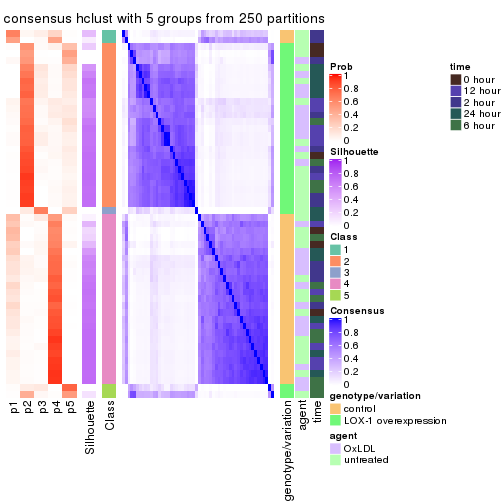 consensus hclust with 5 groups from 250 partitions
Prob
1
0.8
0.6
0.4
0.2
0
time
0 hour
12 hour
2 hour
24 hour
6 hour
Silhouette
1
0.8
0.6
0.4
0.2
0
Class
1
2
3
4
5
Consensus
1
0.8
0.6
0.4
0.2
0
genotype/variation
control
LOX-1 overexpression
agent
OxLDL
untreated
p1
p2
p3
p4
p5
Silhouette
Class
genotype/variation
agent
time